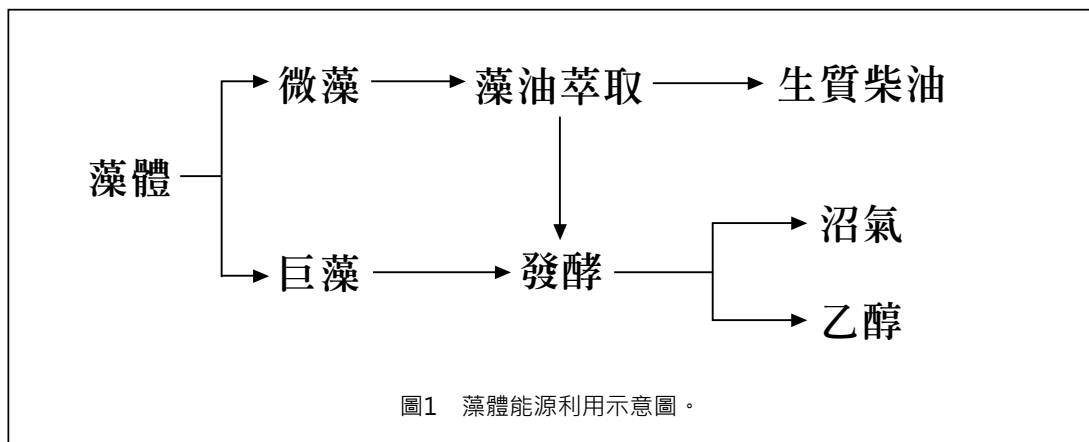 微藻
藻油萃取
生質柴油
藻體
沼氣
巨藻
發酵
乙醇
圖1 藻體能源利用示意圖。